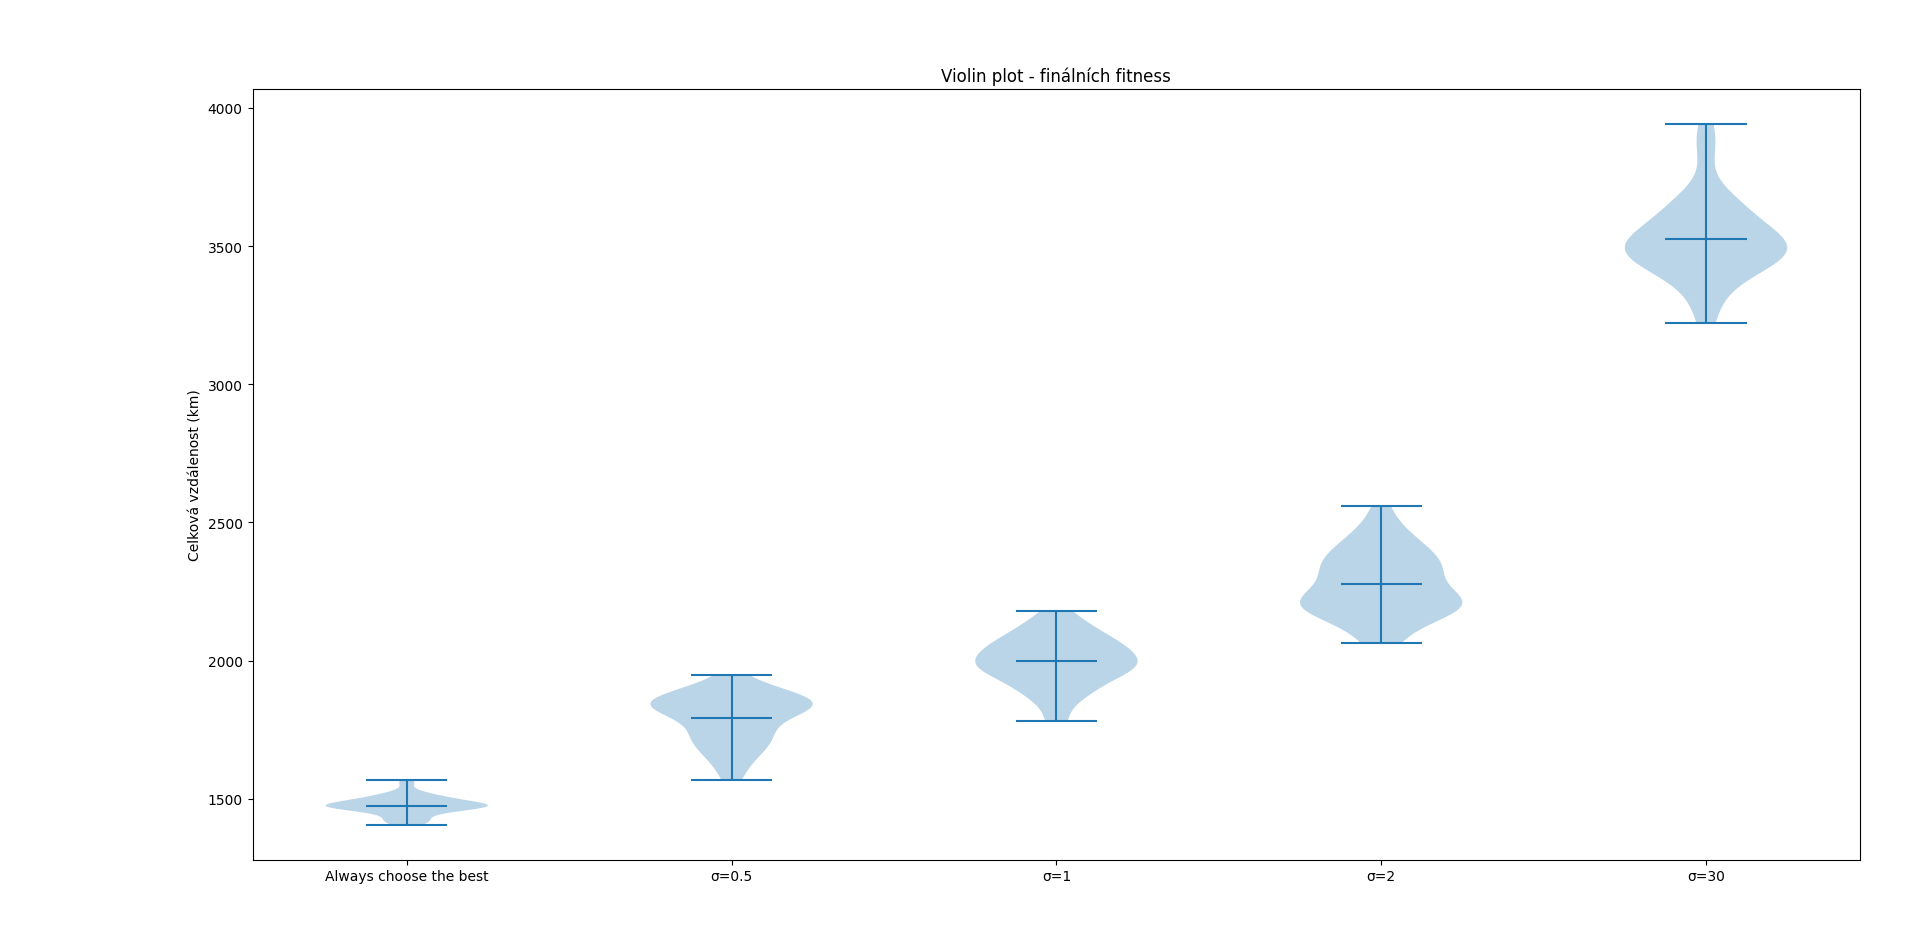 Violin plot - finálních fitness
Celková vzdálenost (km)
4000
3500
3000
2500
2000
1500
Always choose the best
σ=0.5
σ=1
σ=2
σ=30